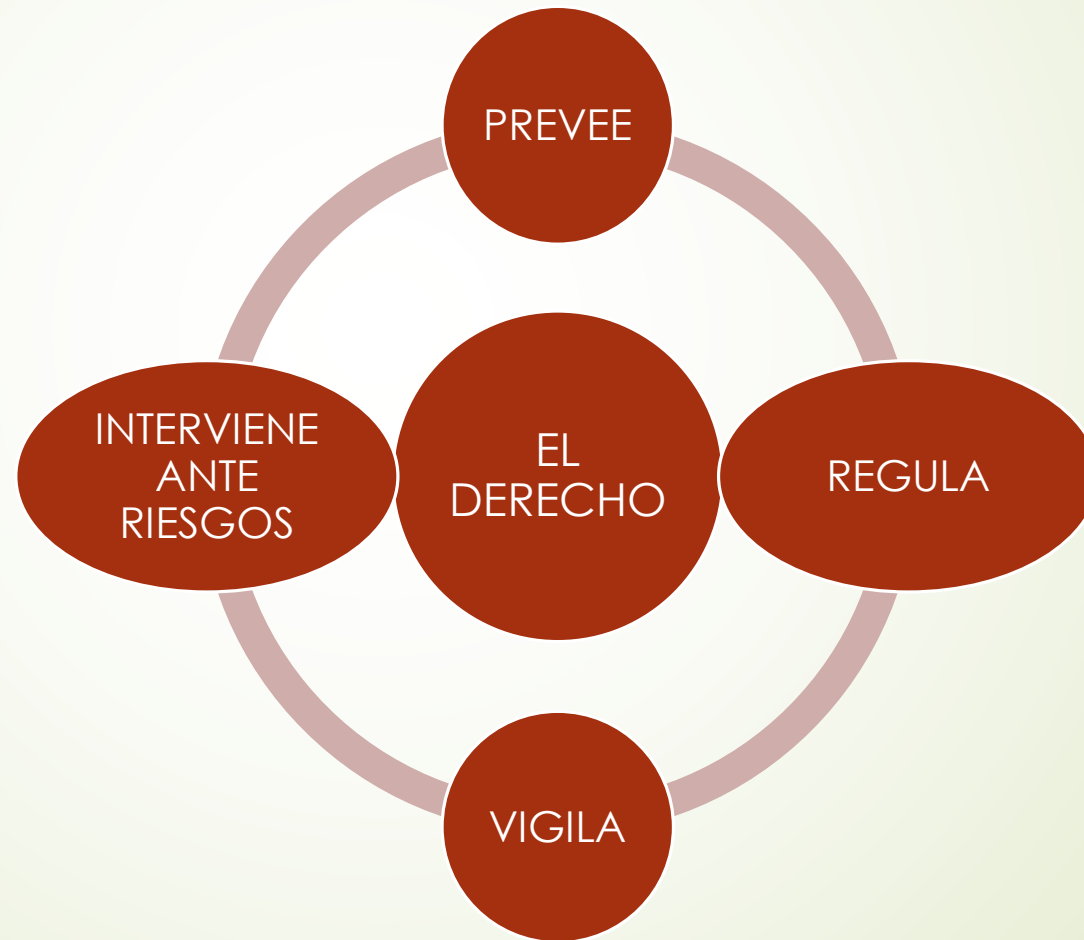 PREVEE
INTERVIENE
ANTE
RIESGOS
EL
DERECHO
REGULA
VIGILA